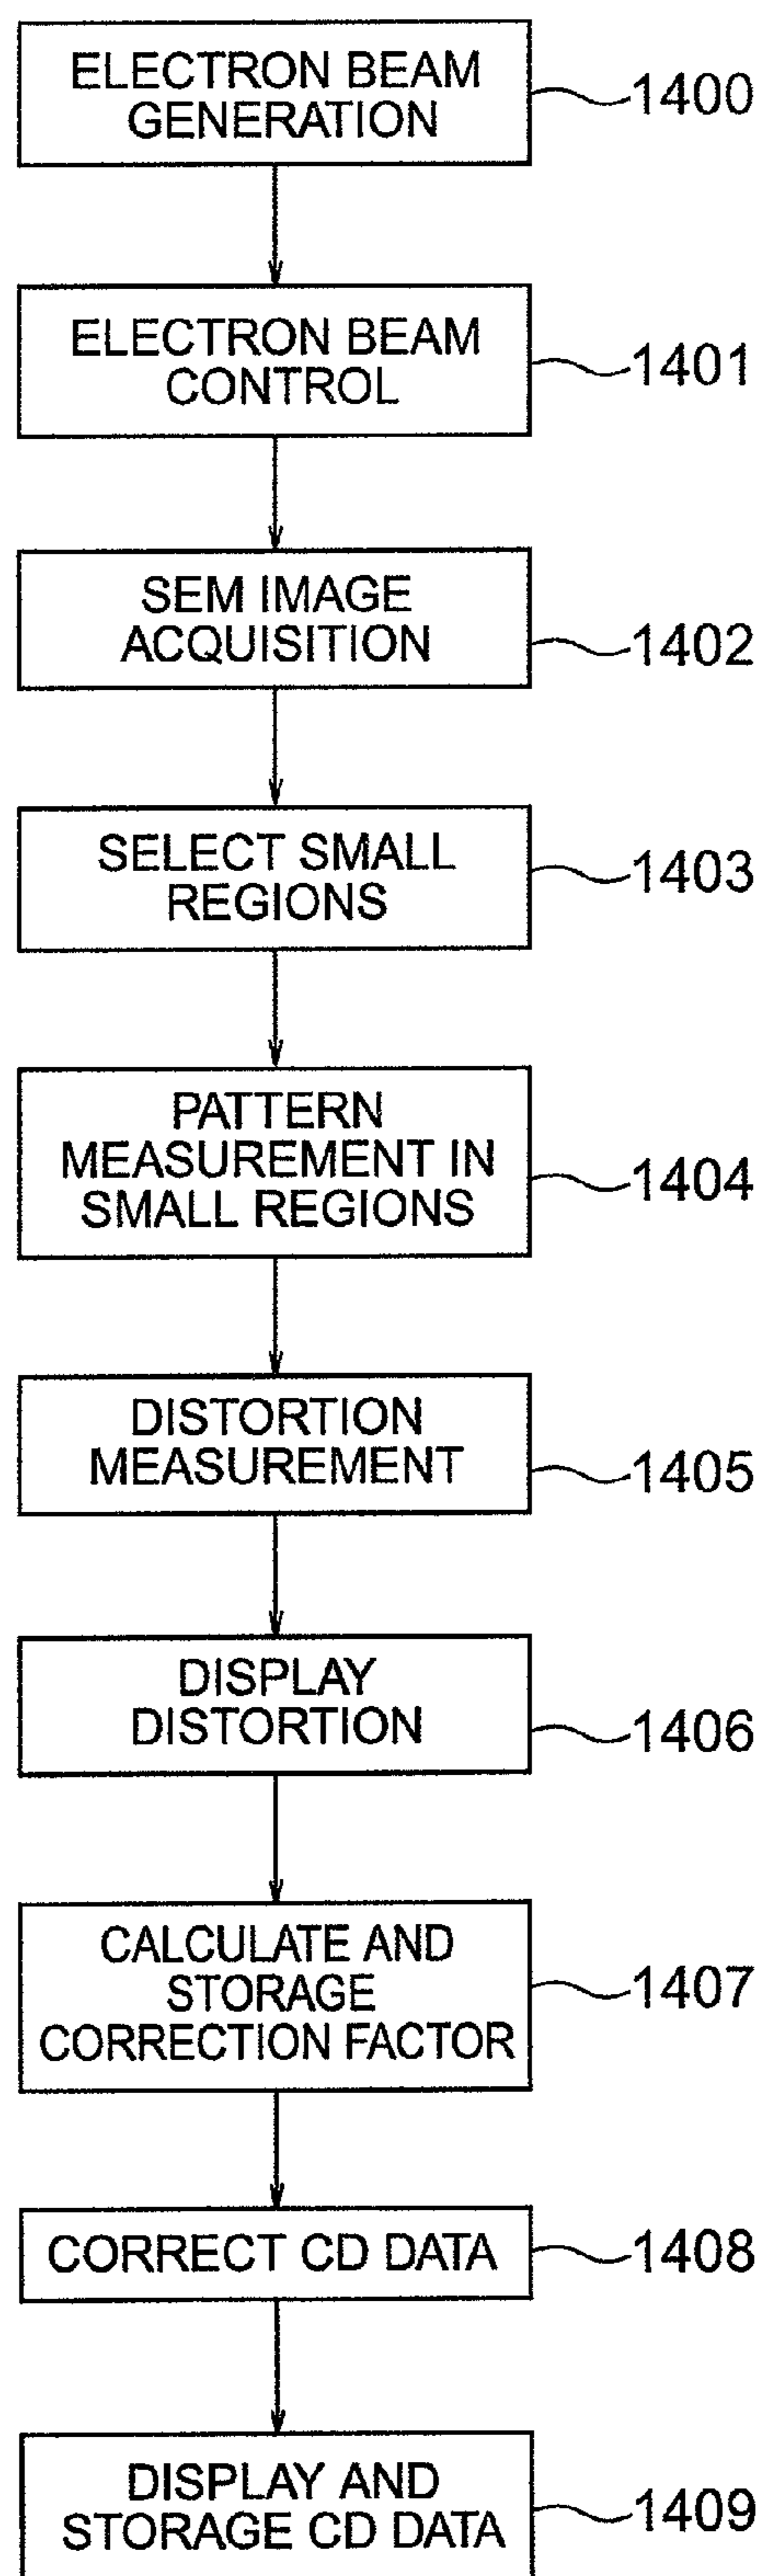 ELECTRON BEAM
GENERATION
1400
ELECTRON BEAM
CONTROL
1401
SEM IMAGE
ACQUISITION
1402
SELECT SMALL
REGIONS
1403
PATTERN
MEASUREMENT IN
SMALL REGIONS
1404
DISTORTION
MEASUREMENT
1405
DISPLAY
DISTORTION
1406
CALCULATE AND
STORAGE
CORRECTION FACTOR
1407
CORRECT CD DATA
1408
DISPLAY AND
STORAGE CD DATA
1409